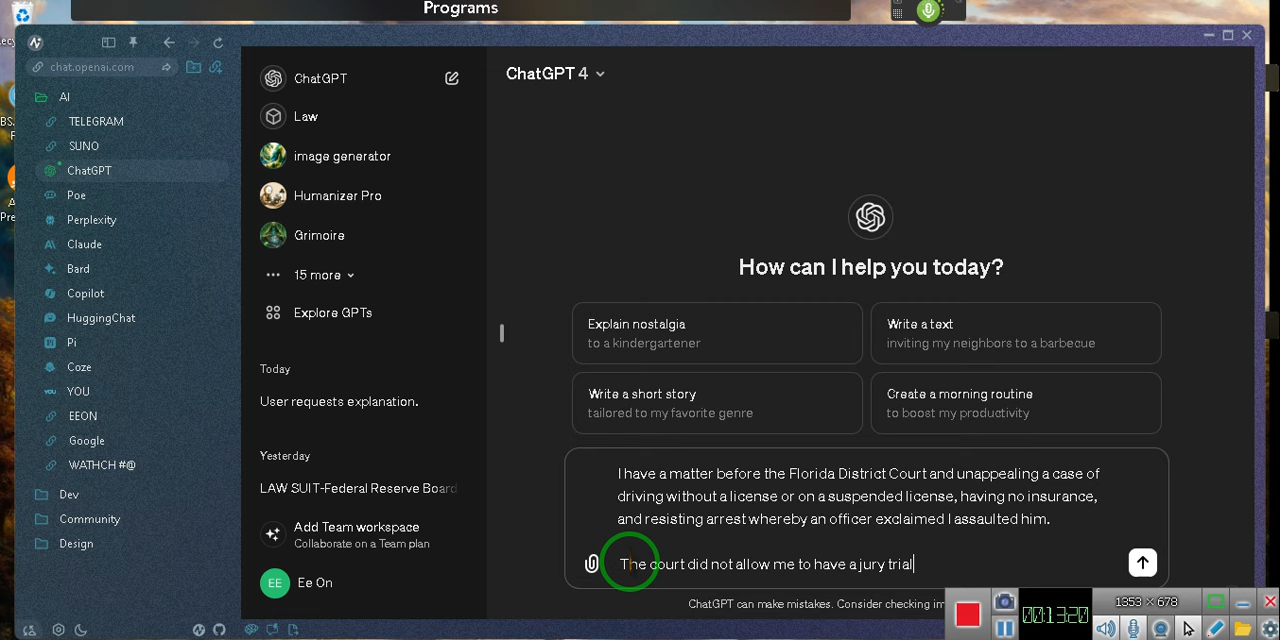 Programs
chat.openai.com
AI
TELEGRAM
SUNO
ChatGPT
Poe
Perplexity
Claude
Bard
Copilot
HuggingChat
Pi
Coze
YOU
EEON
Google
WATHCH #@
Dev
Community
Design
ChatGPT
Law
image generator
Humanizer Pro
Grimoire
15 more
Explore GPTs
Today
User requests explanation.
Yesterday
LAW SUIT-Federal Reserve Board
Add Team workspace
Collaborate on a Team plan
EE
Ee On
ChatGPT 4
How can I help you today?
Explain nostalgia
to a kindergartener
Write a text
inviting my neighbors to a barbecue
Write a short story
tailored to my favorite genre
Create a morning routine
to boost my productivity
I have a matter before the Florida District Court and unappealing a case of
driving without a license or on a suspended license, having no insurance,
and resisting arrest whereby an officer exclaimed I assaulted him.
The court did not allow me to have a jury trial
ChatGPT can make mistakes. Consider checking im
1353 × 678
00:13:20